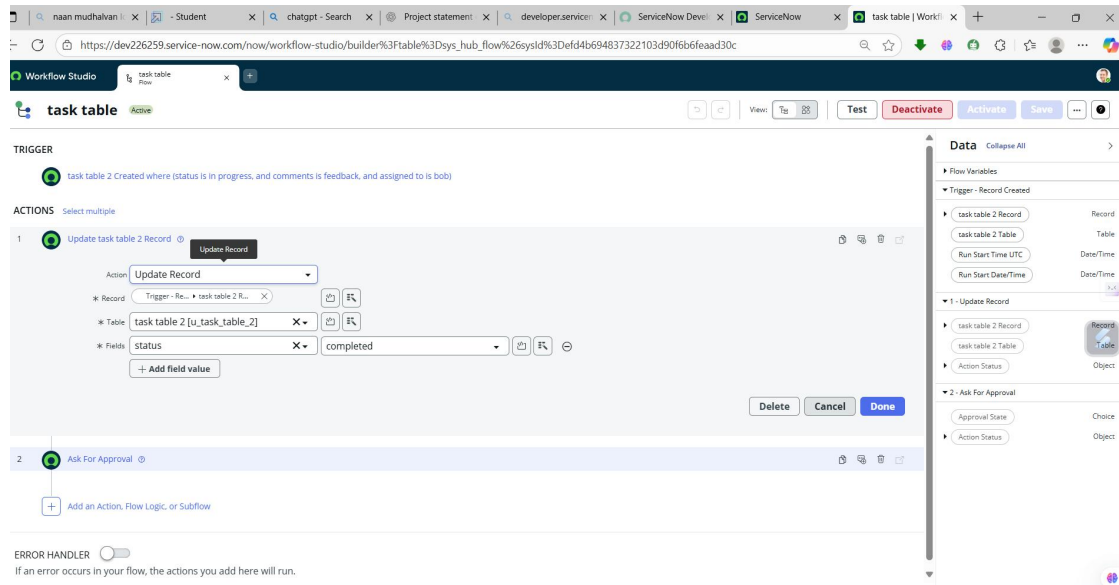 naan mudhalvan l
- Student
chatgpt - Search
Project statement
developer.servicen
ServiceNow Devel
ServiceNow
task table | Workfl
https://dev226259.service-now.com/now/workflow-studio/builder%3Ftable%3Dsys_hub_flow%26sysId%3Defd4b694837322103d90f6b6feaad30c
Workflow Studio
task table
Flow
task table Active
View:
Test
Deactivate
Activate
Save
TRIGGER
task table 2 Created where (status is in progress, and comments is feedback, and assigned to is bob)
ACTIONS Select multiple
1 Update task table 2 Record
Update Record
Action Update Record
* Record Trigger - Re... task table 2 R...
* Table task table 2 [u_task_table_2]
* Fields status completed
+ Add field value
Delete Cancel Done
2 Ask For Approval
Add an Action, Flow Logic, or Subflow
ERROR HANDLER
If an error occurs in your flow, the actions you add here will run.
Data Collapse All
Flow Variables
Trigger - Record Created
task table 2 Record Record
task table 2 Table Table
Run Start Time UTC Date/Time
Run Start Date/Time Date/Time
1 - Update Record
task table 2 Record Record
task table 2 Table Table
Action Status Object
2 - Ask For Approval
Approval State Choice
Action Status Object